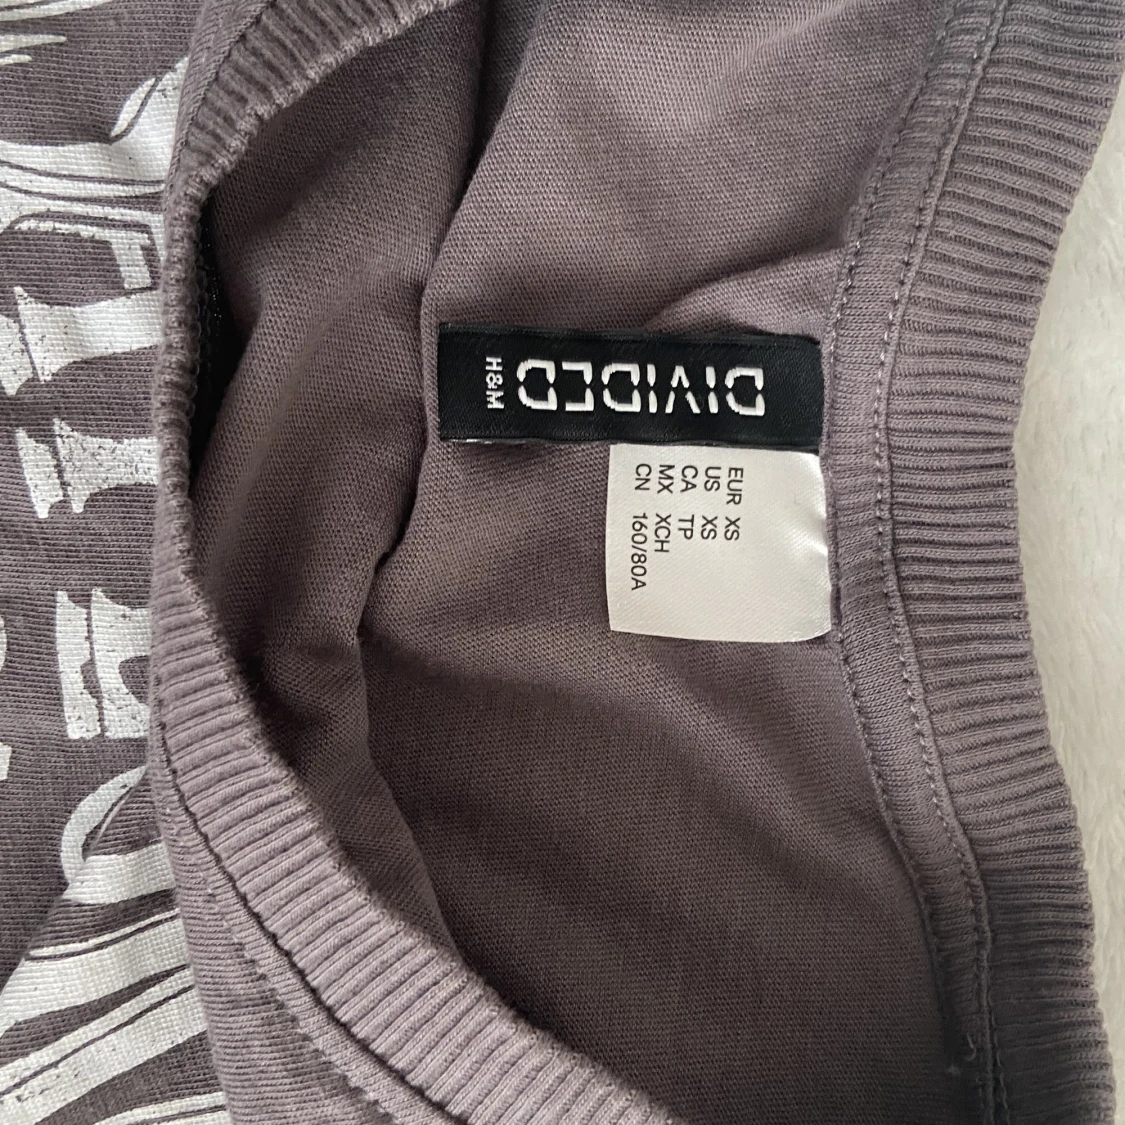 DIVIDED
H&M
EUR XS
US XS
CA TP
MX XCH
CN 160/80A